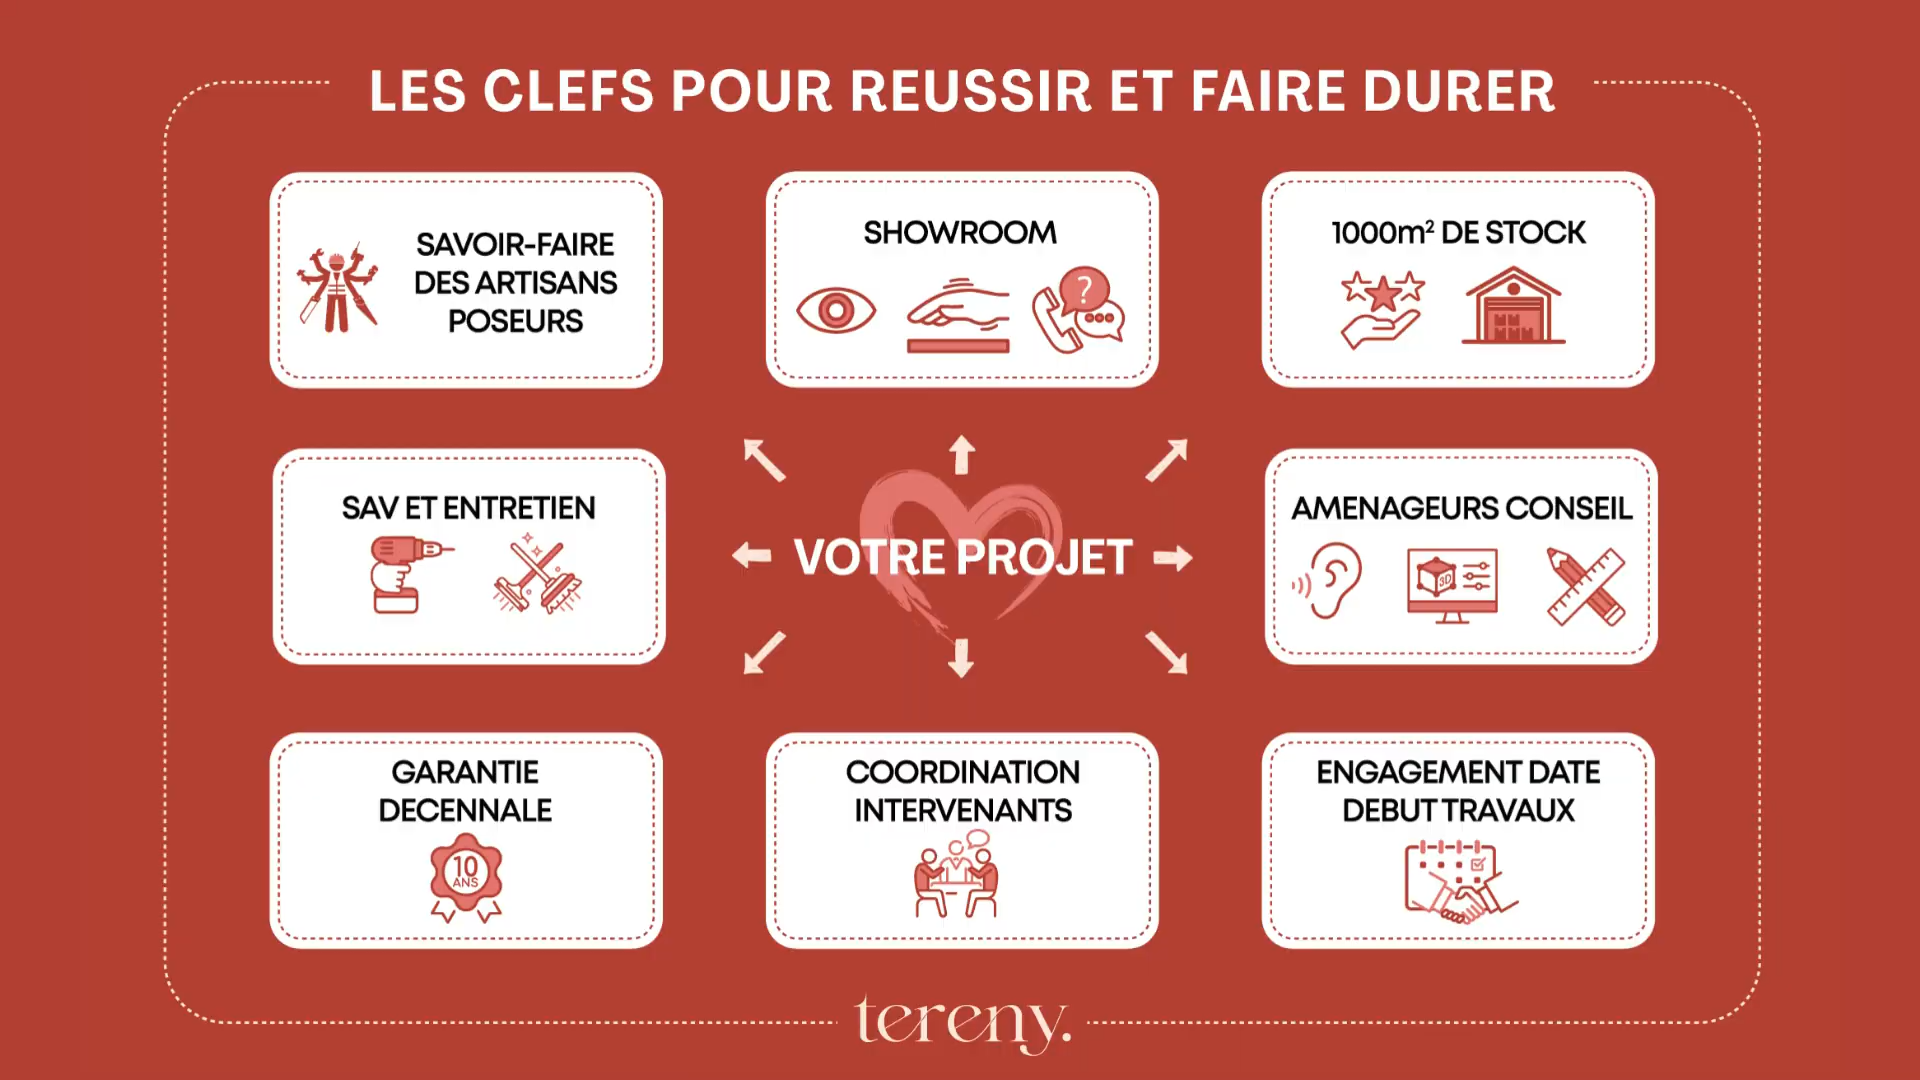 LES CLEFS POUR REUSSIR ET FAIRE DURER
SAVOIR-FAIRE
DES ARTISANS
POSEURS
SHOWROOM
?
1000m² DE STOCK
SAV ET ENTRETIEN
VOTRE PROJET
AMENAGEURS CONSEIL
3D
GARANTIE
DECENNALE
10
ANS
COORDINATION
INTERVENANTS
ENGAGEMENT DATE
DEBUT TRAVAUX
tereny.